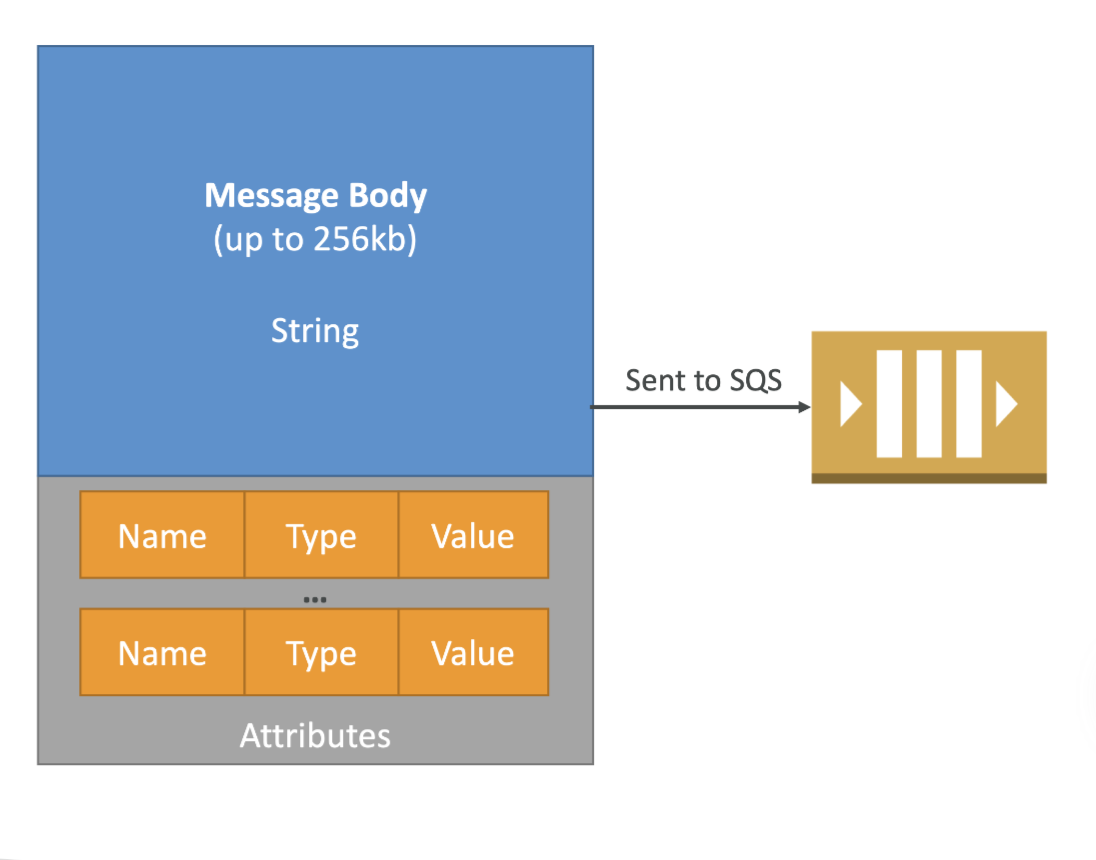 Message Body
(up to 256kb)
String
Sent to SQS
Name Type Value
...
Name Type Value
Attributes